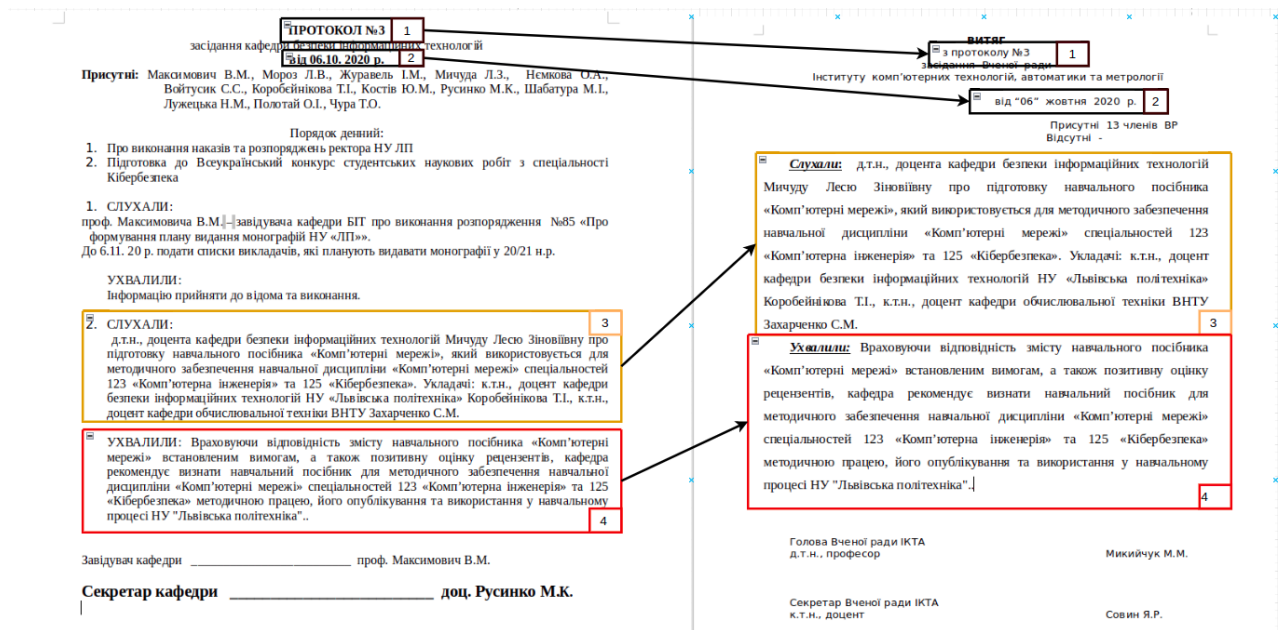 ПРОТОКОЛ №3
1
засідання кафедри безпеки інформаційних технологій
від 06.10. 2020 р.
2
Присутні: Максимович В.М., Мороз Л.В., Журавель І.М., Мичуда Л.З., Нємкова О.А.,
Войтусик С.С., Коробєйнікова Т.І., Костів Ю.М., Русинко М.К., Шабатура М.І.,
Лужецька Н.М., Полотай О.І., Чура Т.О.
Порядок денний:
1. Про виконання наказів та розпоряджень ректора НУ ЛП
2. Підготовка до Всеукраїнський конкурс студентських наукових робіт з спеціальності
Кібербезпека
1. СЛУХАЛИ:
проф. Максимовича В.М. – завідувача кафедри БІТ про виконання розпорядження №85 «Про
формування плану видання монографій НУ «ЛП»».
До 6.11. 20 р. подати списки викладачів, які планують видавати монографії у 20/21 н.р.
УХВАЛИЛИ:
Інформацію прийняти до відома та виконання.
2. СЛУХАЛИ:
3
д.т.н., доцента кафедри безпеки інформаційних технологій Мичуду Лесю Зіновіївну про
підготовку навчального посібника «Комп’ютерні мережі», який використовується для
методичного забезпечення навчальної дисципліни «Комп’ютерні мережі» спеціальностей
123 «Комп’ютерна інженерія» та 125 «Кібербезпека». Укладачі: к.т.н., доцент кафедри
безпеки інформаційних технологій НУ «Львівська політехніка» Коробейнікова Т.І., к.т.н.,
доцент кафедри обчислювальної техніки ВНТУ Захарченко С.М.
УХВАЛИЛИ: Враховуючи відповідність змісту навчального посібника «Комп’ютерні
мережі» встановленим вимогам, а також позитивну оцінку рецензентів, кафедра
рекомендує визнати навчальний посібник для методичного забезпечення навчальної
дисципліни «Комп’ютерні мережі» спеціальностей 123 «Комп’ютерна інженерія» та 125
«Кібербезпека» методичною працею, його опублікування та використання у навчальному
процесі НУ "Львівська політехніка"..
4
Завідувач кафедри ____________________________ проф. Максимович В.М.
Секретар кафедри ________________________ доц. Русинко М.К.
ВИТЯГ
з протоколу №3
1
засідання Вченої ради
Інституту комп’ютерних технологій, автоматики та метрології
від “06” жовтня 2020 р.
2
Присутні 13 членів ВР
Відсутні -
Слухали: д.т.н., доцента кафедри безпеки інформаційних технологій
Мичуду Лесю Зіновіївну про підготовку навчального посібника
«Комп’ютерні мережі», який використовується для методичного забезпечення
навчальної дисципліни «Комп’ютерні мережі» спеціальностей 123
«Комп’ютерна інженерія» та 125 «Кібербезпека». Укладачі: к.т.н., доцент
кафедри безпеки інформаційних технологій НУ «Львівська політехніка»
Коробейнікова Т.І., к.т.н., доцент кафедри обчислювальної техніки ВНТУ
Захарченко С.М.
3
Ухвалили: Враховуючи відповідність змісту навчального посібника
«Комп’ютерні мережі» встановленим вимогам, а також позитивну оцінку
рецензентів, кафедра рекомендує визнати навчальний посібник для
методичного забезпечення навчальної дисципліни «Комп’ютерні мережі»
спеціальностей 123 «Комп’ютерна інженерія» та 125 «Кібербезпека»
методичною працею, його опублікування та використання у навчальному
процесі НУ "Львівська політехніка"..
4
Голова Вченої ради ІКТА
д.т.н., професор Микийчук М.М.
Секретар Вченої ради ІКТА
к.т.н., доцент Совин Я.Р.